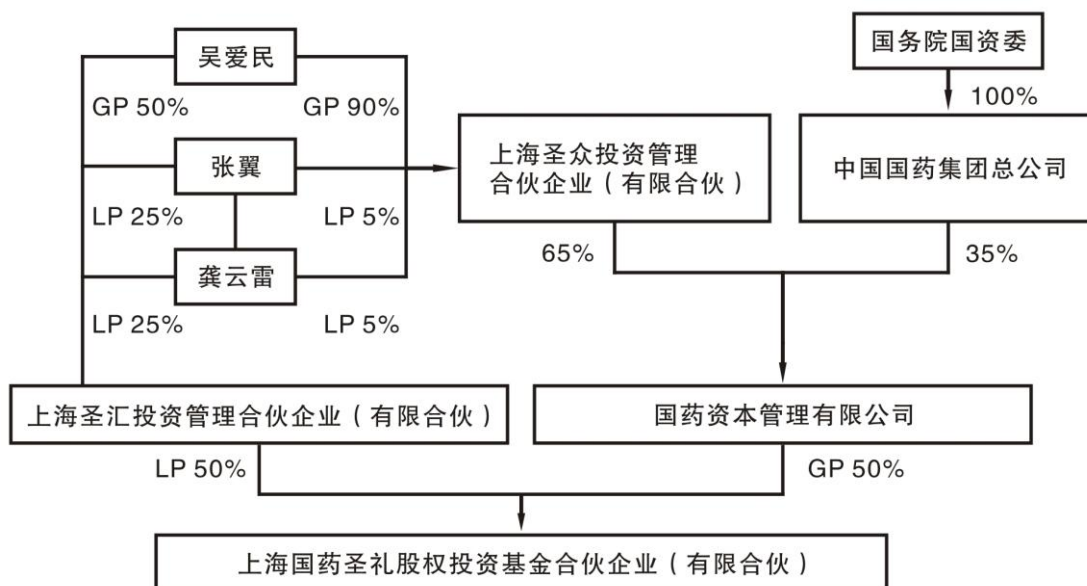 吴爱民
国务院国资委
GP 50%
GP 90%
100%
张翼
上海圣众投资管理
合伙企业（有限合伙）
中国国药集团总公司
LP 25%
LP 5%
65%
35%
龚云雷
LP 25%
LP 5%
上海圣汇投资管理合伙企业（有限合伙）
国药资本管理有限公司
LP 50%
GP 50%
上海国药圣礼股权投资基金合伙企业（有限合伙）